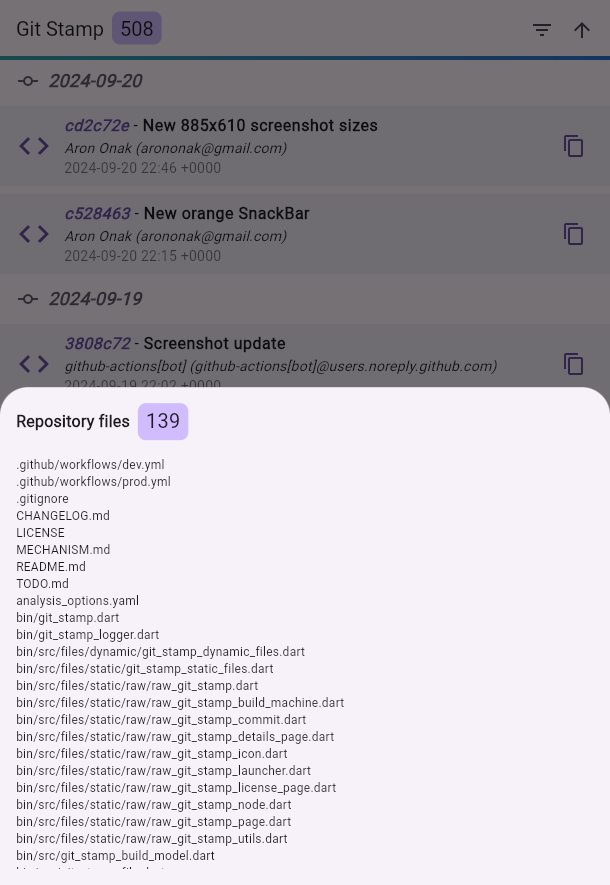 Git Stamp 508
2024-09-20
cd2c72e - New 885x610 screenshot sizes
Aron Onak (arononak@gmail.com)
2024-09-20 22:46 +0000
c528463 - New orange SnackBar
Aron Onak (arononak@gmail.com)
2024-09-20 22:15 +0000
2024-09-19
3808c72 - Screenshot update
github-actions[bot] (github-actions[bot]@users.noreply.github.com)
2024-09-19 22:02 +0000
Repository files 139
.github/workflows/dev.yml
.github/workflows/prod.yml
.gitignore
CHANGELOG.md
LICENSE
MECHANISM.md
README.md
TODO.md
analysis_options.yaml
bin/git_stamp.dart
bin/git_stamp_logger.dart
bin/src/files/dynamic/git_stamp_dynamic_files.dart
bin/src/files/static/git_stamp_static_files.dart
bin/src/files/static/raw/raw_git_stamp.dart
bin/src/files/static/raw/raw_git_stamp_build_machine.dart
bin/src/files/static/raw/raw_git_stamp_commit.dart
bin/src/files/static/raw/raw_git_stamp_details_page.dart
bin/src/files/static/raw/raw_git_stamp_icon.dart
bin/src/files/static/raw/raw_git_stamp_launcher.dart
bin/src/files/static/raw/raw_git_stamp_license_page.dart
bin/src/files/static/raw/raw_git_stamp_node.dart
bin/src/files/static/raw/raw_git_stamp_page.dart
bin/src/files/static/raw/raw_git_stamp_utils.dart
bin/src/git_stamp_build_model.dart